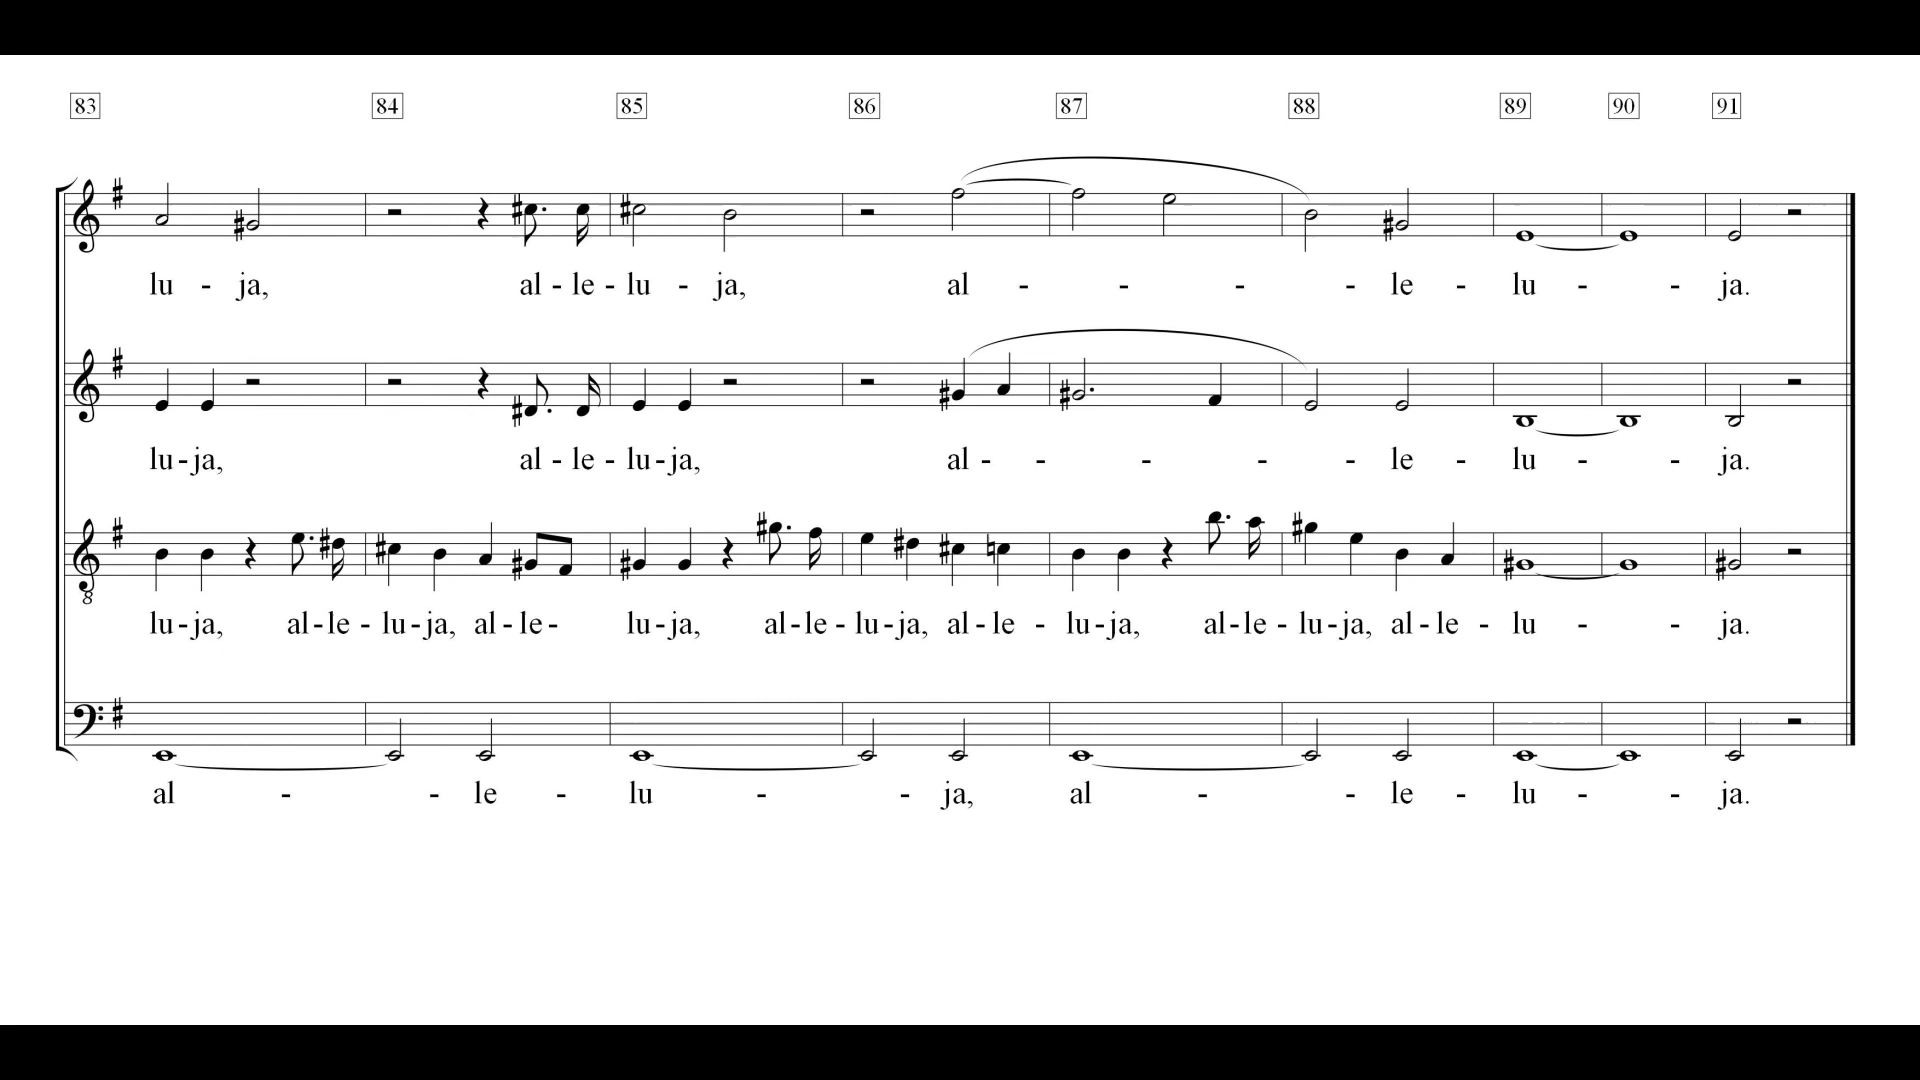 83 84 85 86 87 88 89 90 91
lu - ja, al - le - lu - ja, al - - - - le - lu - - ja.
lu - ja, al - le - lu - ja, al - - - - - le - lu - - ja.
8
lu - ja, al - le - lu - ja, al - le - lu - ja, al - le - lu - ja, al - le - lu - ja, al - le - lu - ja, al - le - lu - - ja.
al - - le - lu - - ja, al - - le - lu - - ja.